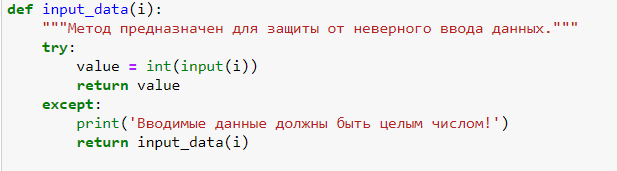 def input_data(i):
    """Метод предназначен для защиты от неверного ввода данных."""
    try:
        value = int(input(i))
        return value
    except:
        print('Вводимые данные должны быть целым числом!')
        return input_data(i)